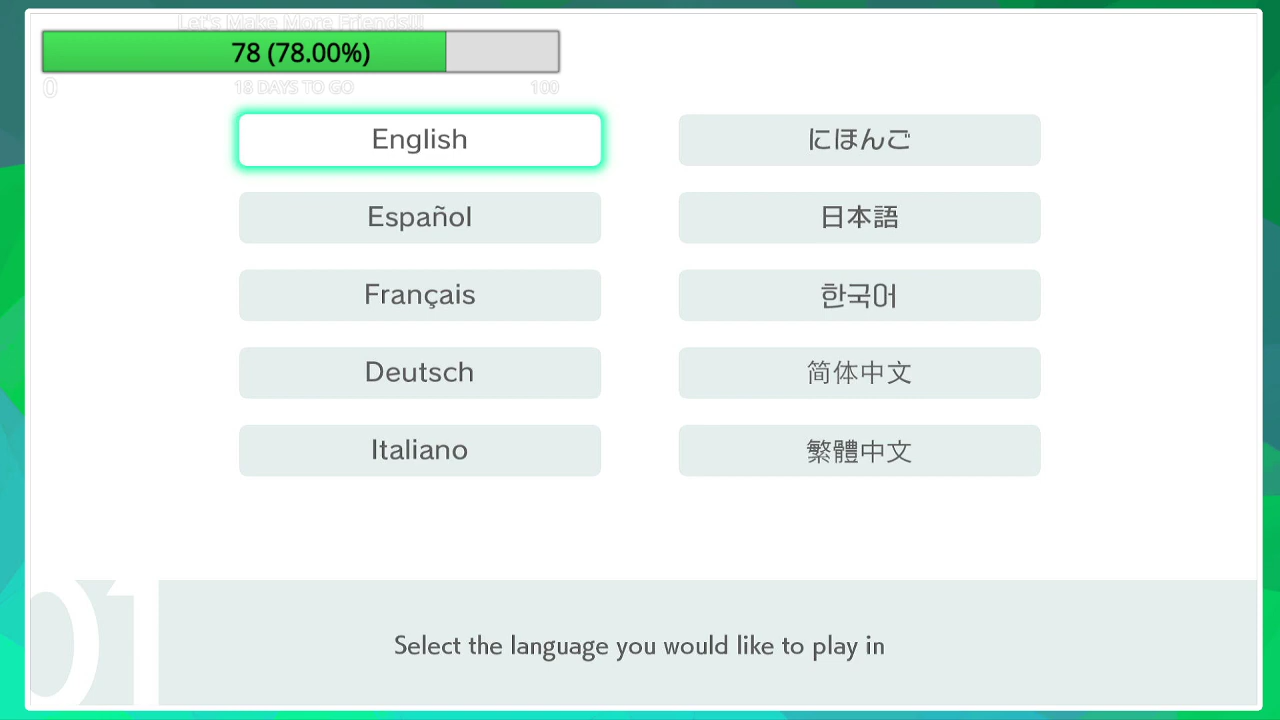 Let's Make More Friends!!!
78 (78.00%)
0
18 DAYS TO GO
100
English
にほんご
Español
日本語
Français
한국어
Deutsch
简体中文
Italiano
繁體中文
01
Select the language you would like to play in